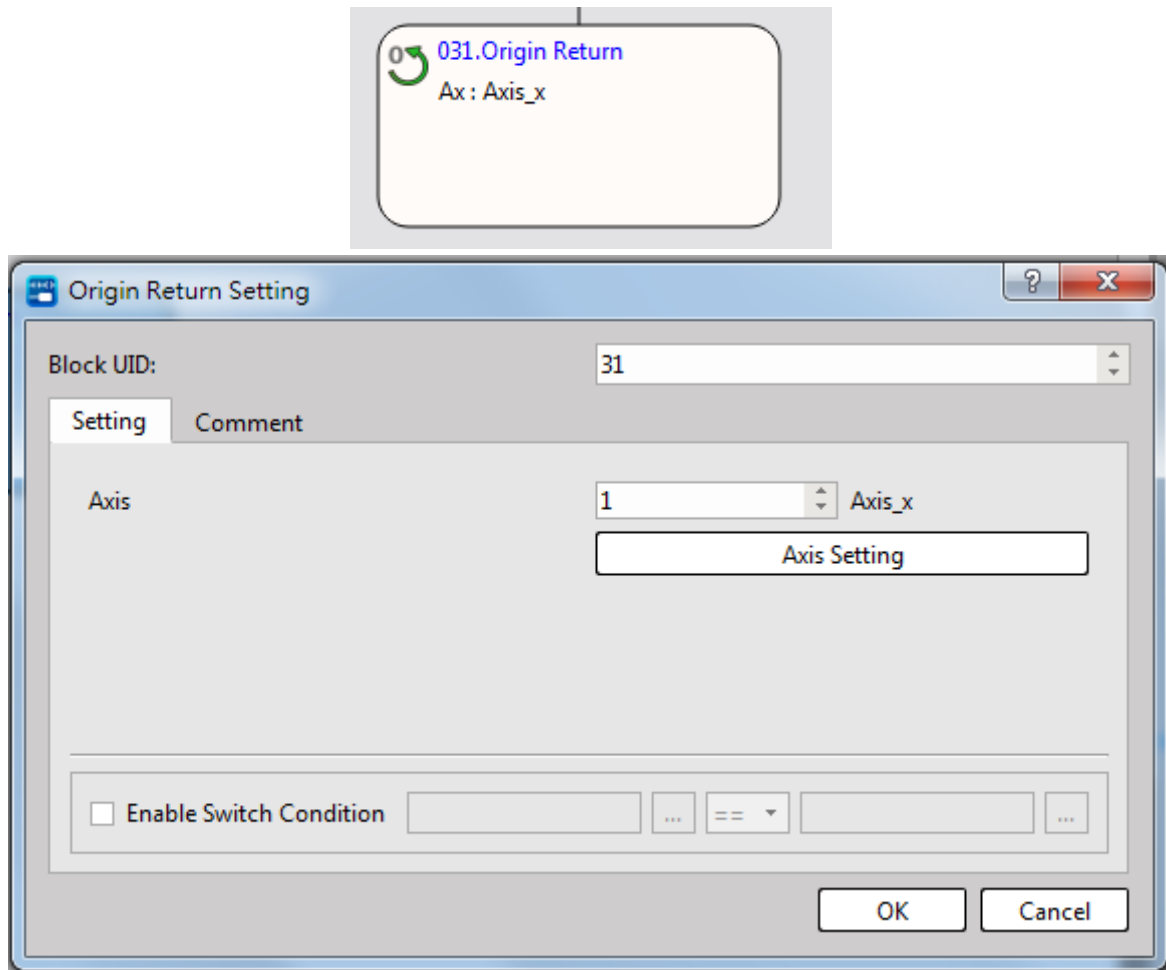 0
031.Origin Return
Ax : Axis_x
Origin Return Setting
?
X
Block UID:
31
Setting
Comment
Axis
1
Axis_x
Axis Setting
Enable Switch Condition
...
==
...
OK
Cancel